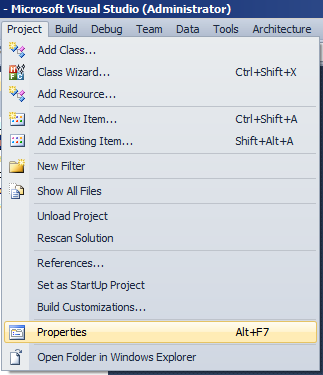 - Microsoft Visual Studio (Administrator)
Project Build Debug Team Data Tools Architecture
Add Class...
Class Wizard... Ctrl+Shift+X
Add Resource...
Add New Item... Ctrl+Shift+A
Add Existing Item... Shift+Alt+A
New Filter
Show All Files
Unload Project
Rescan Solution
References...
Set as StartUp Project
Build Customizations...
Properties Alt+F7
Open Folder in Windows Explorer